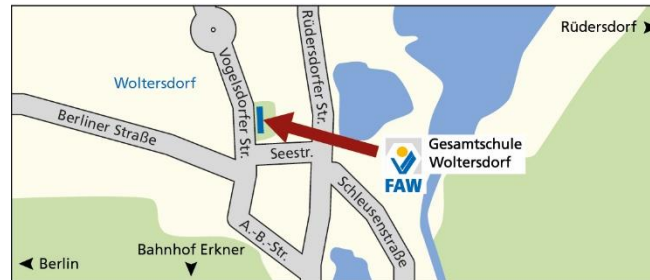 Rüdersdorf
Vogelsdorfer Str.
Rüdersdorfer Str.
Woltersdorf
Berliner Straße
Gesamtschule
Woltersdorf
FAW
Seestr.
Schleusenstraße
A.-B.-Str.
Bahnhof Erkner
Berlin